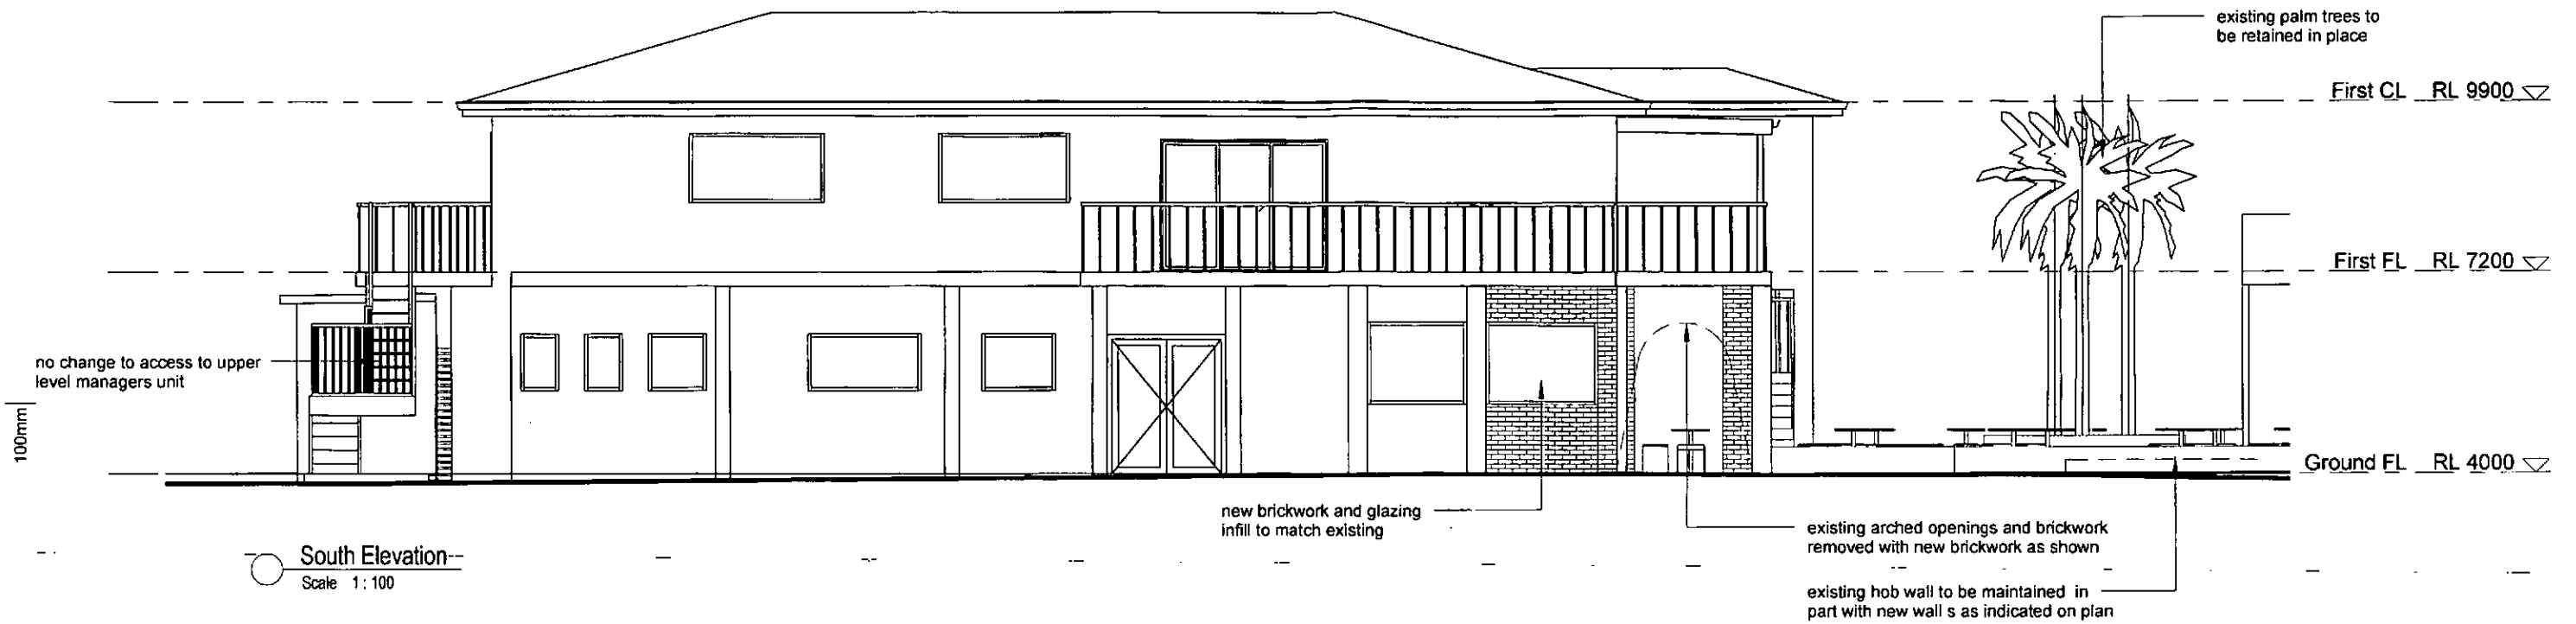 existing palm trees to
be retained in place
First CL RL 9900
First FL RL 7200
no change to access to upper
level managers unit
100mm
Ground FL RL 4000
new brickwork and glazing
infill to match existing
existing arched openings and brickwork
removed with new brickwork as shown
South Elevation
Scale 1 : 100
existing hob wall to be maintained in
part with new wall s as indicated on plan